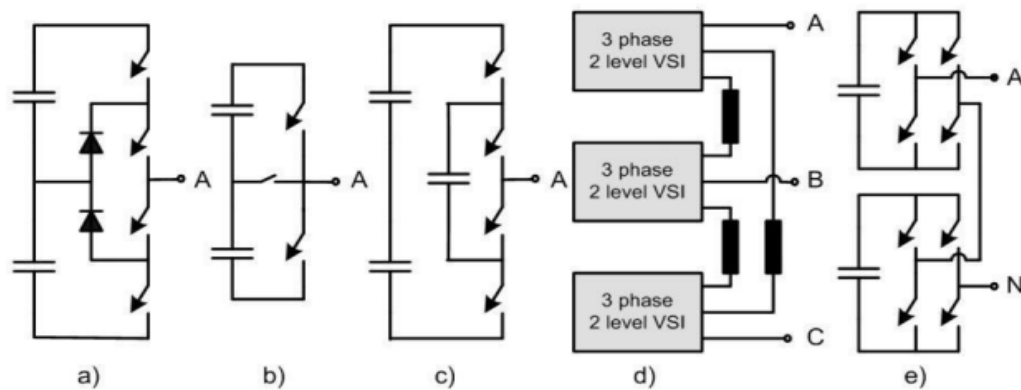 A
A
A
3 phase
2 level VSI
A
3 phase
2 level VSI
B
3 phase
2 level VSI
C
A
N
a)
b)
c)
d)
e)